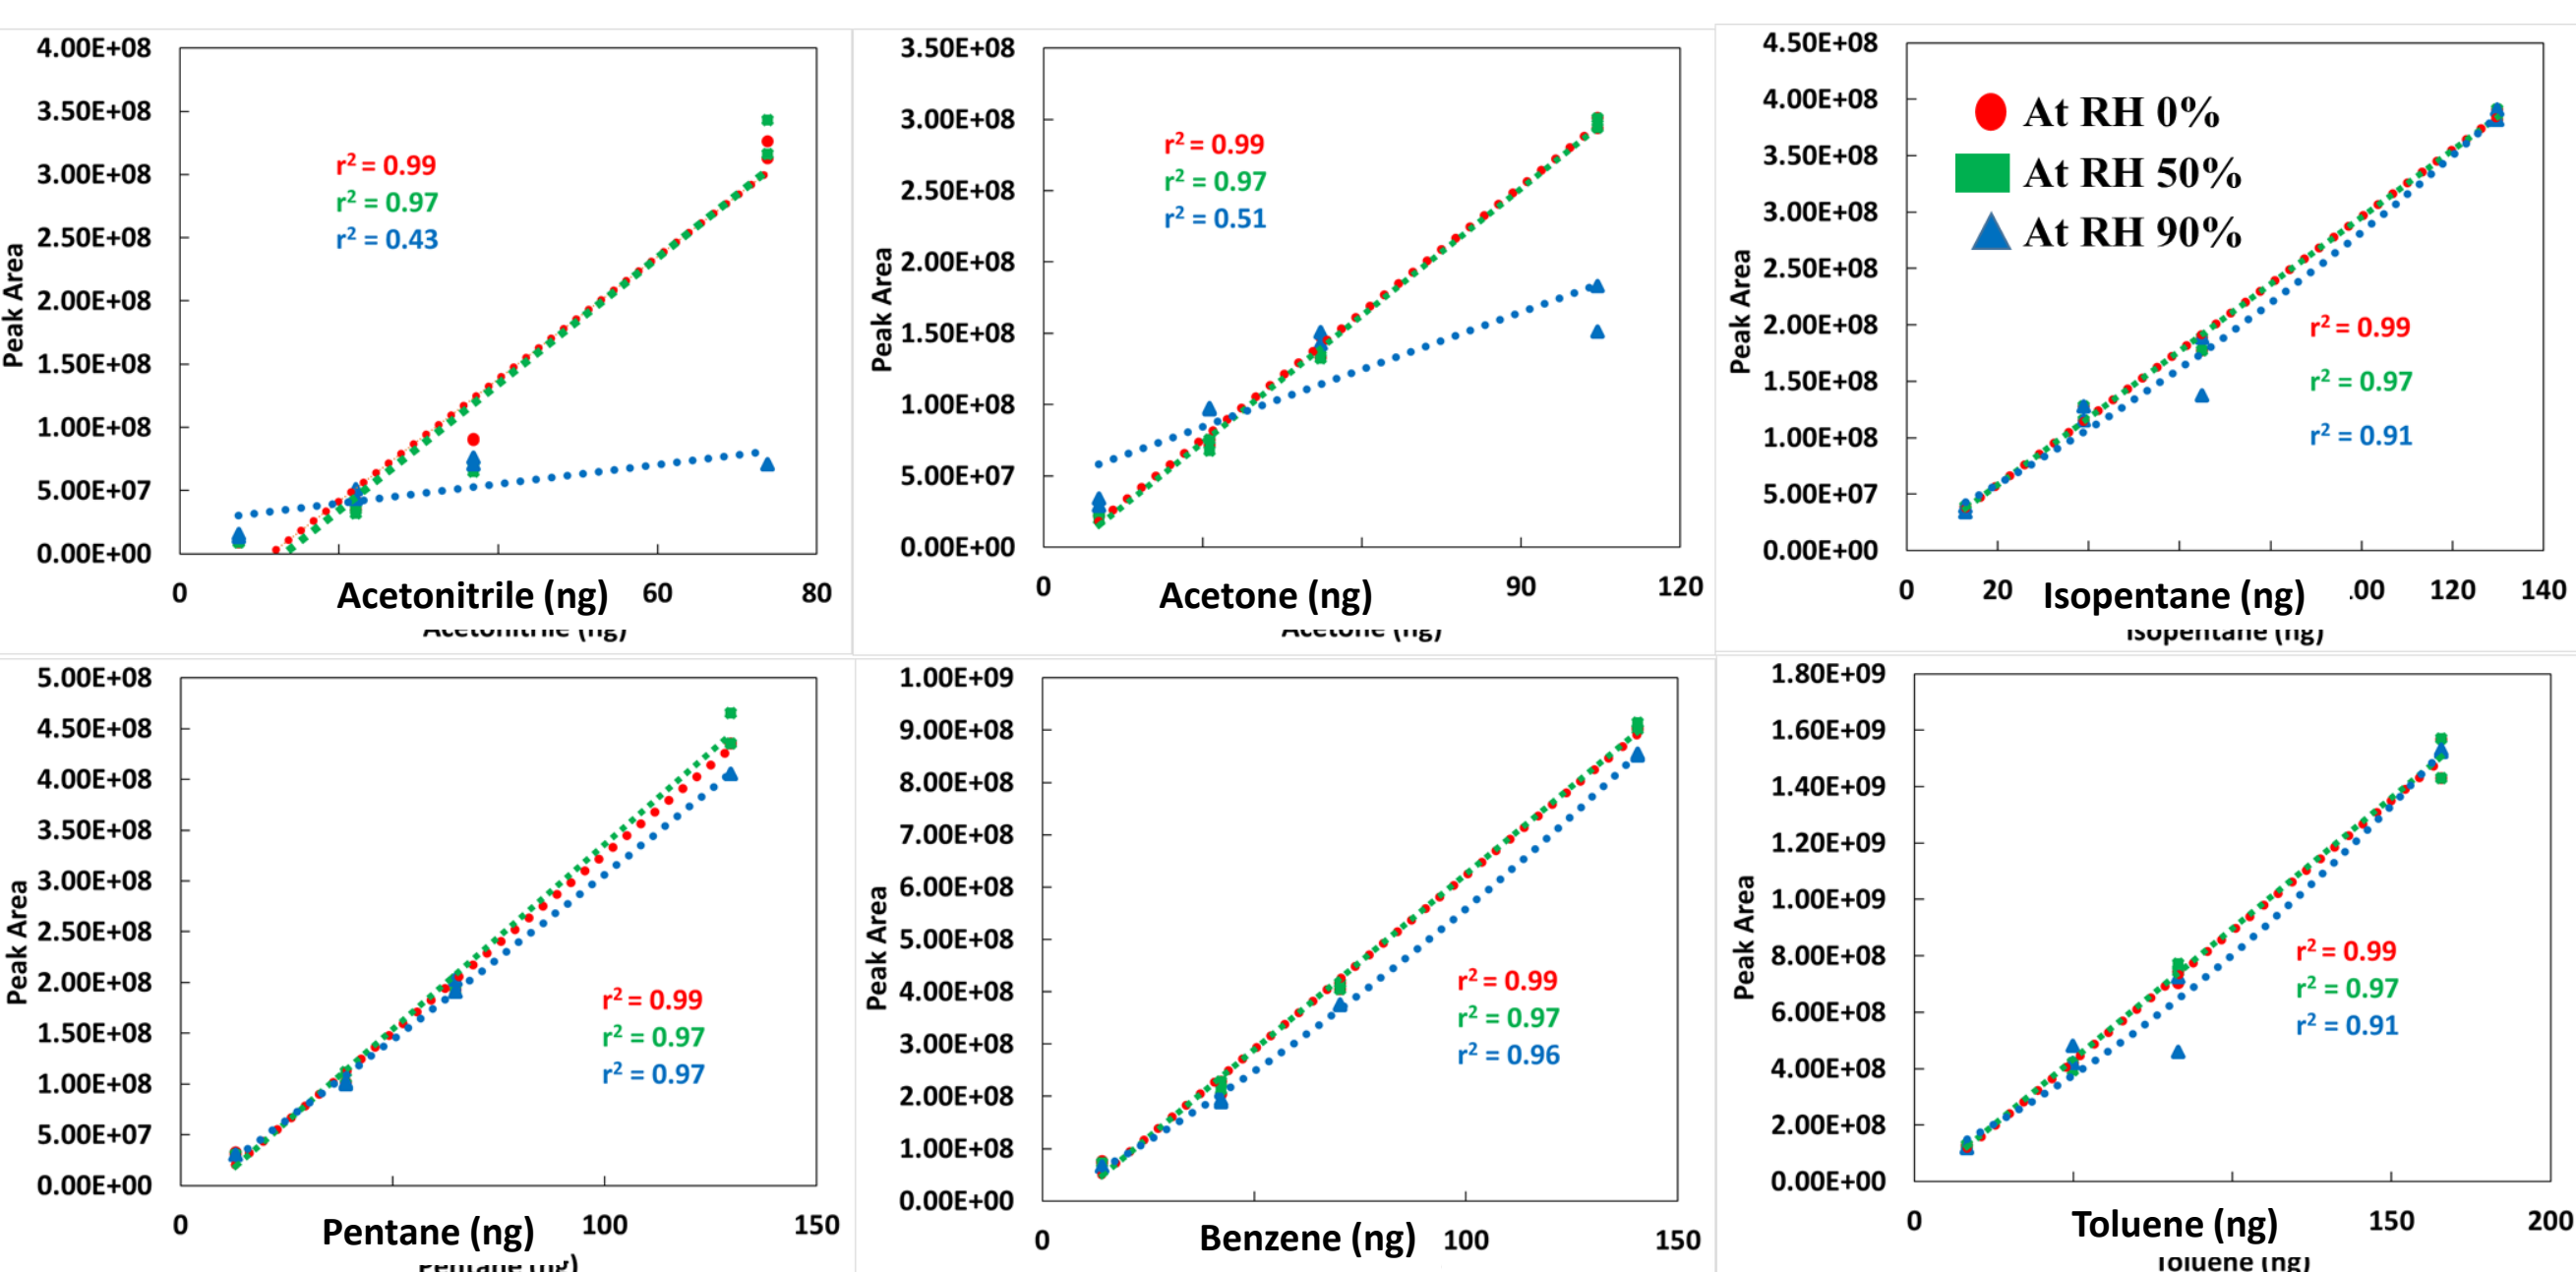 4.00E+08
3.50E+08
3.00E+08
2.50E+08
2.00E+08
1.50E+08
1.00E+08
5.00E+07
0.00E+00
Peak Area
r² = 0.99
r² = 0.97
r² = 0.43
0 60 80
Acetonitrile (ng)
Acetonitrile (ng)
3.50E+08
3.00E+08
2.50E+08
2.00E+08
1.50E+08
1.00E+08
5.00E+07
0.00E+00
Peak Area
r² = 0.99
r² = 0.97
r² = 0.51
0 90 120
Acetone (ng)
Acetone (ng)
4.50E+08
4.00E+08
3.50E+08
3.00E+08
2.50E+08
2.00E+08
1.50E+08
1.00E+08
5.00E+07
0.00E+00
Peak Area
At RH 0%
At RH 50%
At RH 90%
r² = 0.99
r² = 0.97
r² = 0.91
0 20 00 120 140
Isopentane (ng)
Isopentane (ng)
5.00E+08
4.50E+08
4.00E+08
3.50E+08
3.00E+08
2.50E+08
2.00E+08
1.50E+08
1.00E+08
5.00E+07
0.00E+00
Peak Area
r² = 0.99
r² = 0.97
r² = 0.97
0 100 150
Pentane (ng)
Pentane (ng)
1.00E+09
9.00E+08
8.00E+08
7.00E+08
6.00E+08
5.00E+08
4.00E+08
3.00E+08
2.00E+08
1.00E+08
0.00E+00
Peak Area
r² = 0.99
r² = 0.97
r² = 0.96
0 100 150
Benzene (ng)
1.80E+09
1.60E+09
1.40E+09
1.20E+09
1.00E+09
8.00E+08
6.00E+08
4.00E+08
2.00E+08
0.00E+00
Peak Area
r² = 0.99
r² = 0.97
r² = 0.91
0 150 200
Toluene (ng)
Toluene (ng)